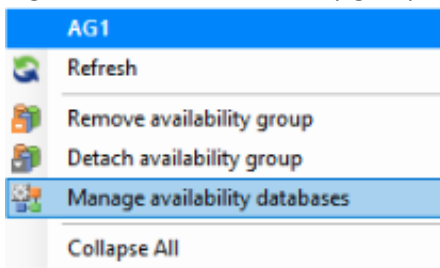 AG1
Refresh
Remove availability group
Detach availability group
Manage availability databases
Collapse All